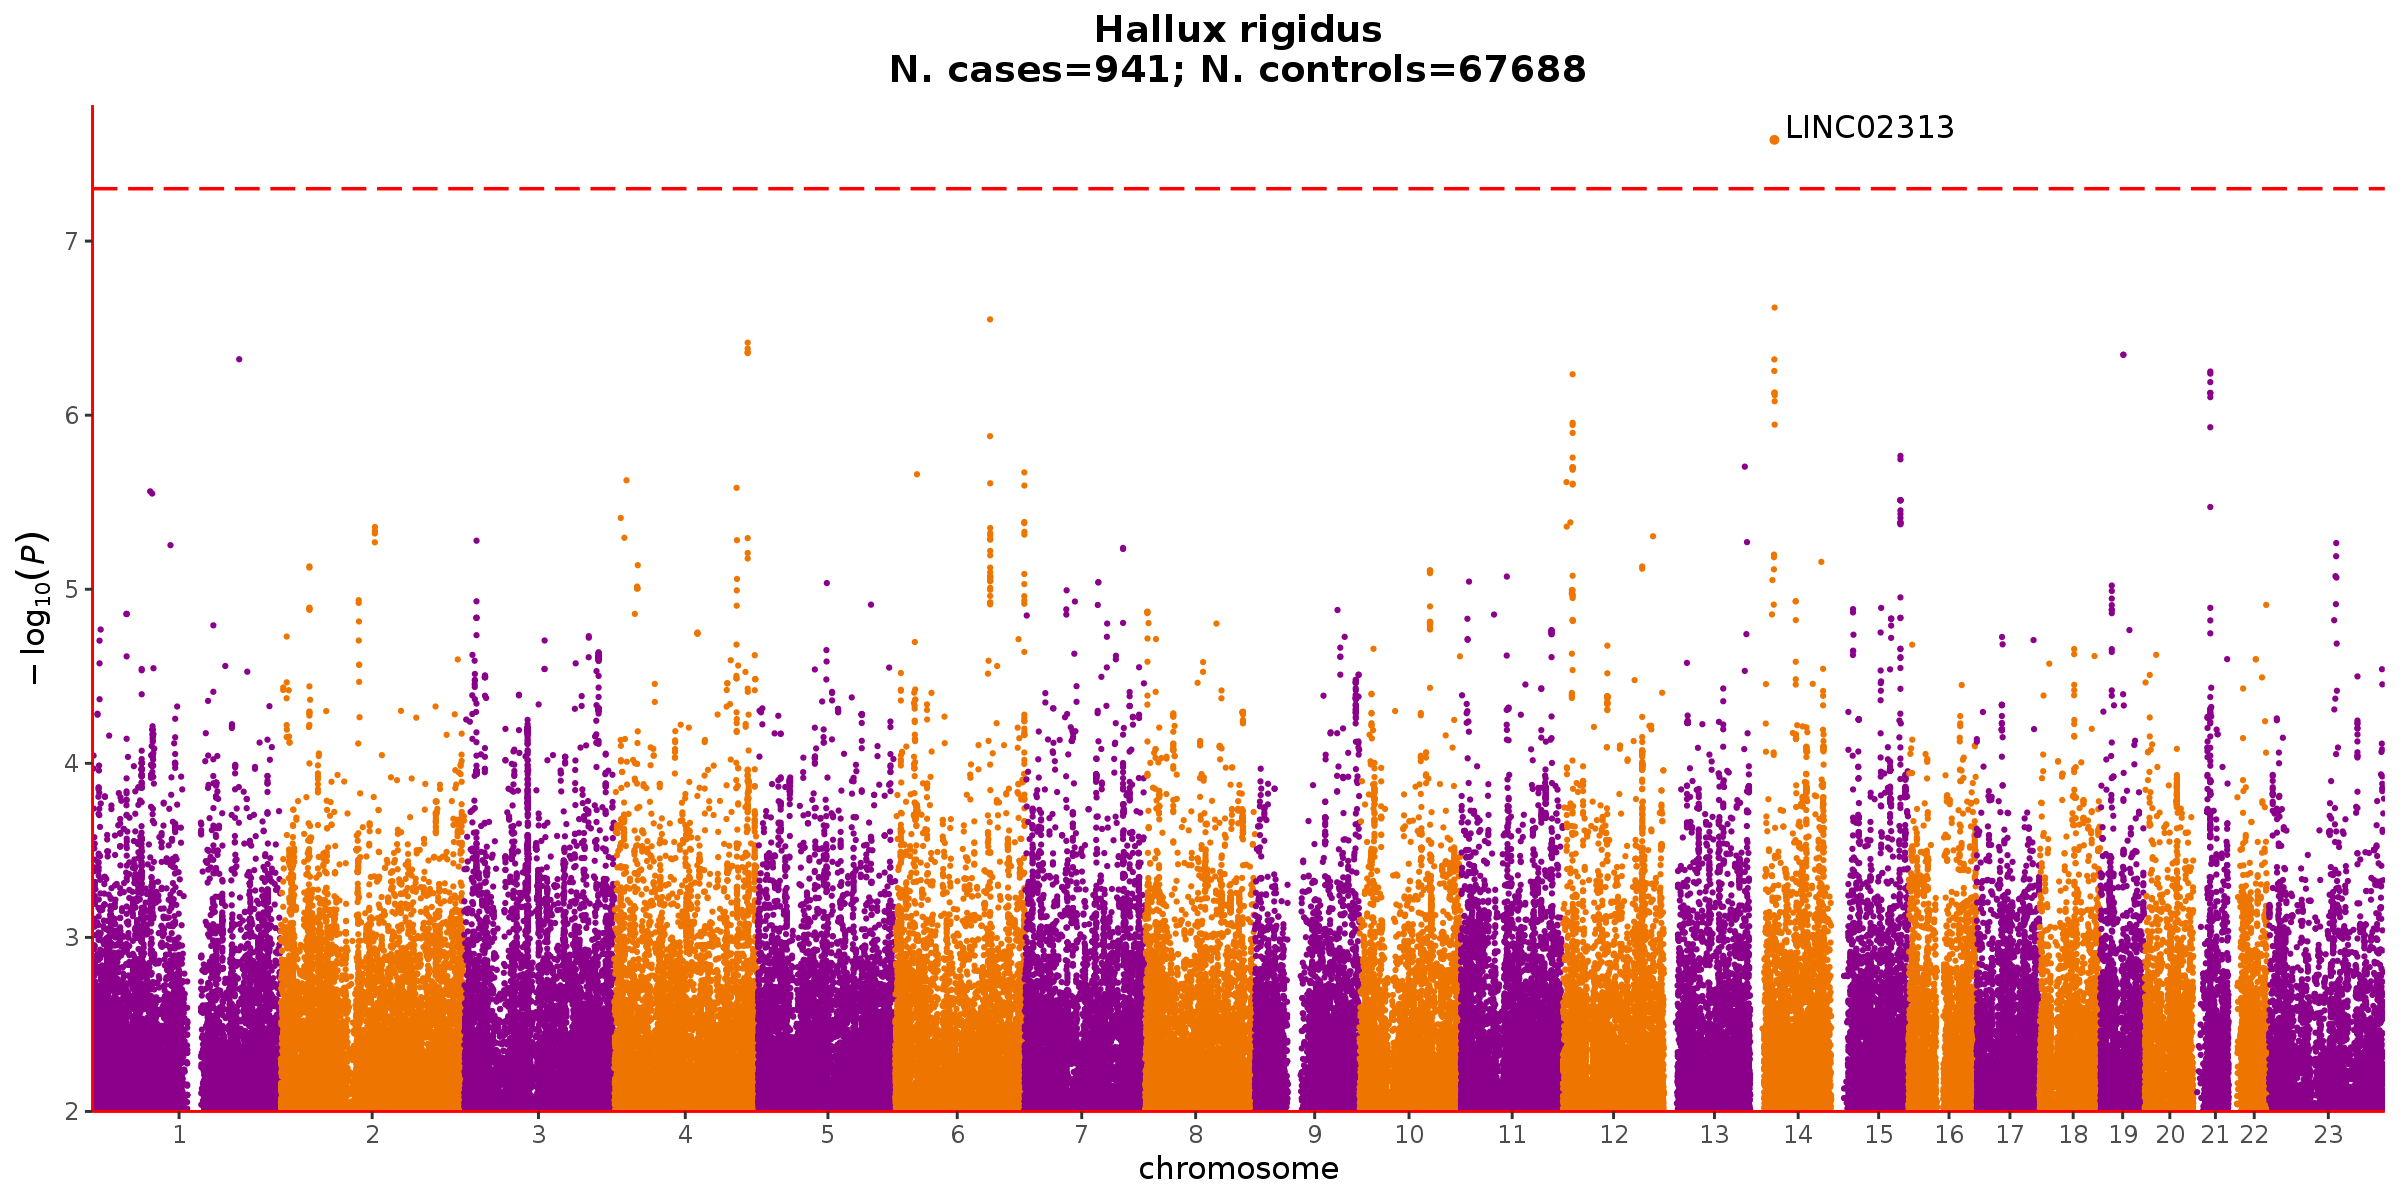 Hallux rigidus
N. cases=941; N. controls=67688
LINC02313
7
6
5
4
3
2
−log10(P)
1 2 3 4 5 6 7 8 9 10 11 12 13 14 15 16 17 18 19 20 21 22 23
chromosome